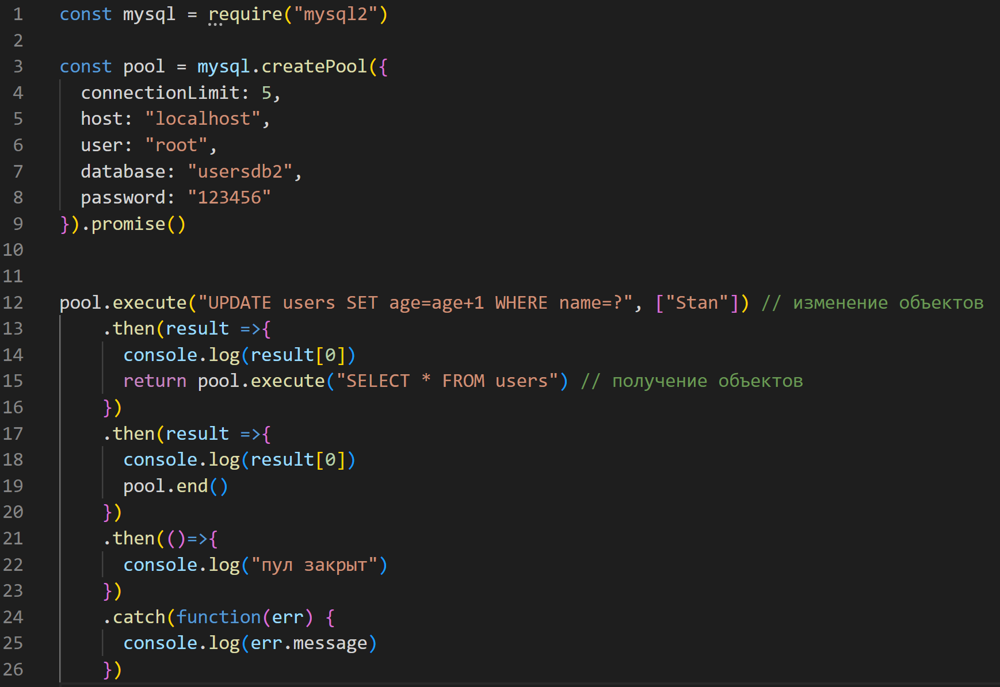 1 const mysql = require("mysql2")
2
3 const pool = mysql.createPool({
4 connectionLimit: 5,
5 host: "localhost",
6 user: "root",
7 database: "usersdb2",
8 password: "123456"
9 }).promise()
10
11
12 pool.execute("UPDATE users SET age=age+1 WHERE name=?", ["Stan"]) // изменение объектов
13 .then(result =>{
14 console.log(result[0])
15 return pool.execute("SELECT * FROM users") // получение объектов
16 })
17 .then(result =>{
18 console.log(result[0])
19 pool.end()
20 })
21 .then(()=>{
22 console.log("пул закрыт")
23 })
24 .catch(function(err) {
25 console.log(err.message)
26 })